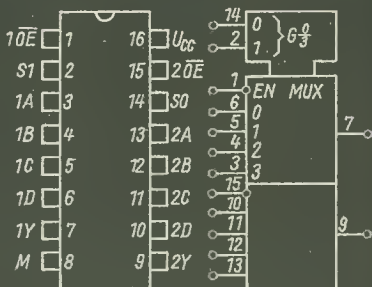 1OE 1 16 Ucc
S1 2 15 2OE
1A 3 14 S0
1B 4 13 2A
1C 5 12 2B
1D 6 11 2C
1Y 7 10 2D
M 8 9 2Y
14 0 G 0/3
2 1
1 EN MUX
6 0
5 1
4 2
3 3
7
15
10
11
9
12
13